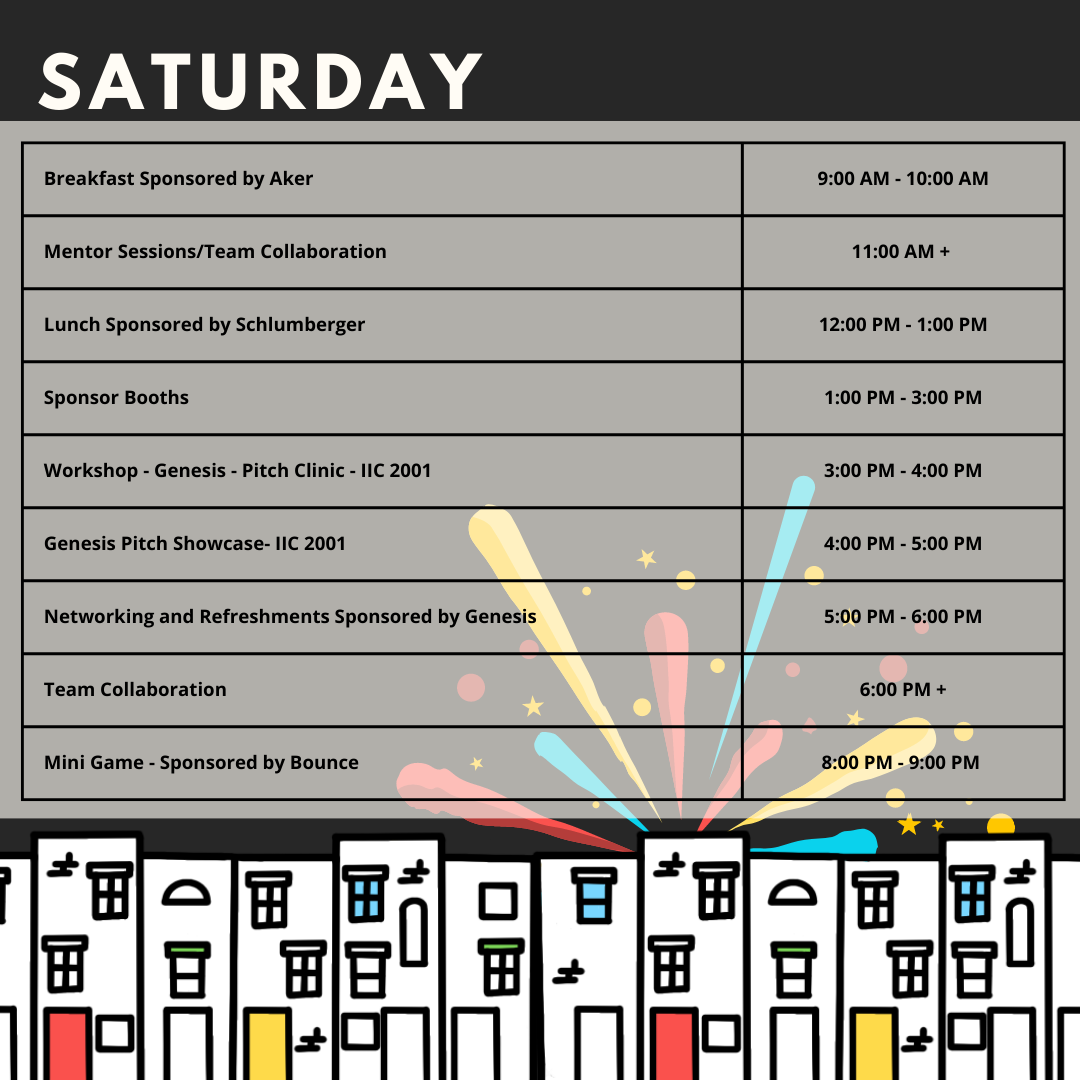 SATURDAY
Breakfast Sponsored by Aker 9:00 AM - 10:00 AM
Mentor Sessions/Team Collaboration 11:00 AM +
Lunch Sponsored by Schlumberger 12:00 PM - 1:00 PM
Sponsor Booths 1:00 PM - 3:00 PM
Workshop - Genesis - Pitch Clinic - IIC 2001 3:00 PM - 4:00 PM
Genesis Pitch Showcase- IIC 2001 4:00 PM - 5:00 PM
Networking and Refreshments Sponsored by Genesis 5:00 PM - 6:00 PM
Team Collaboration 6:00 PM +
Mini Game - Sponsored by Bounce 8:00 PM - 9:00 PM